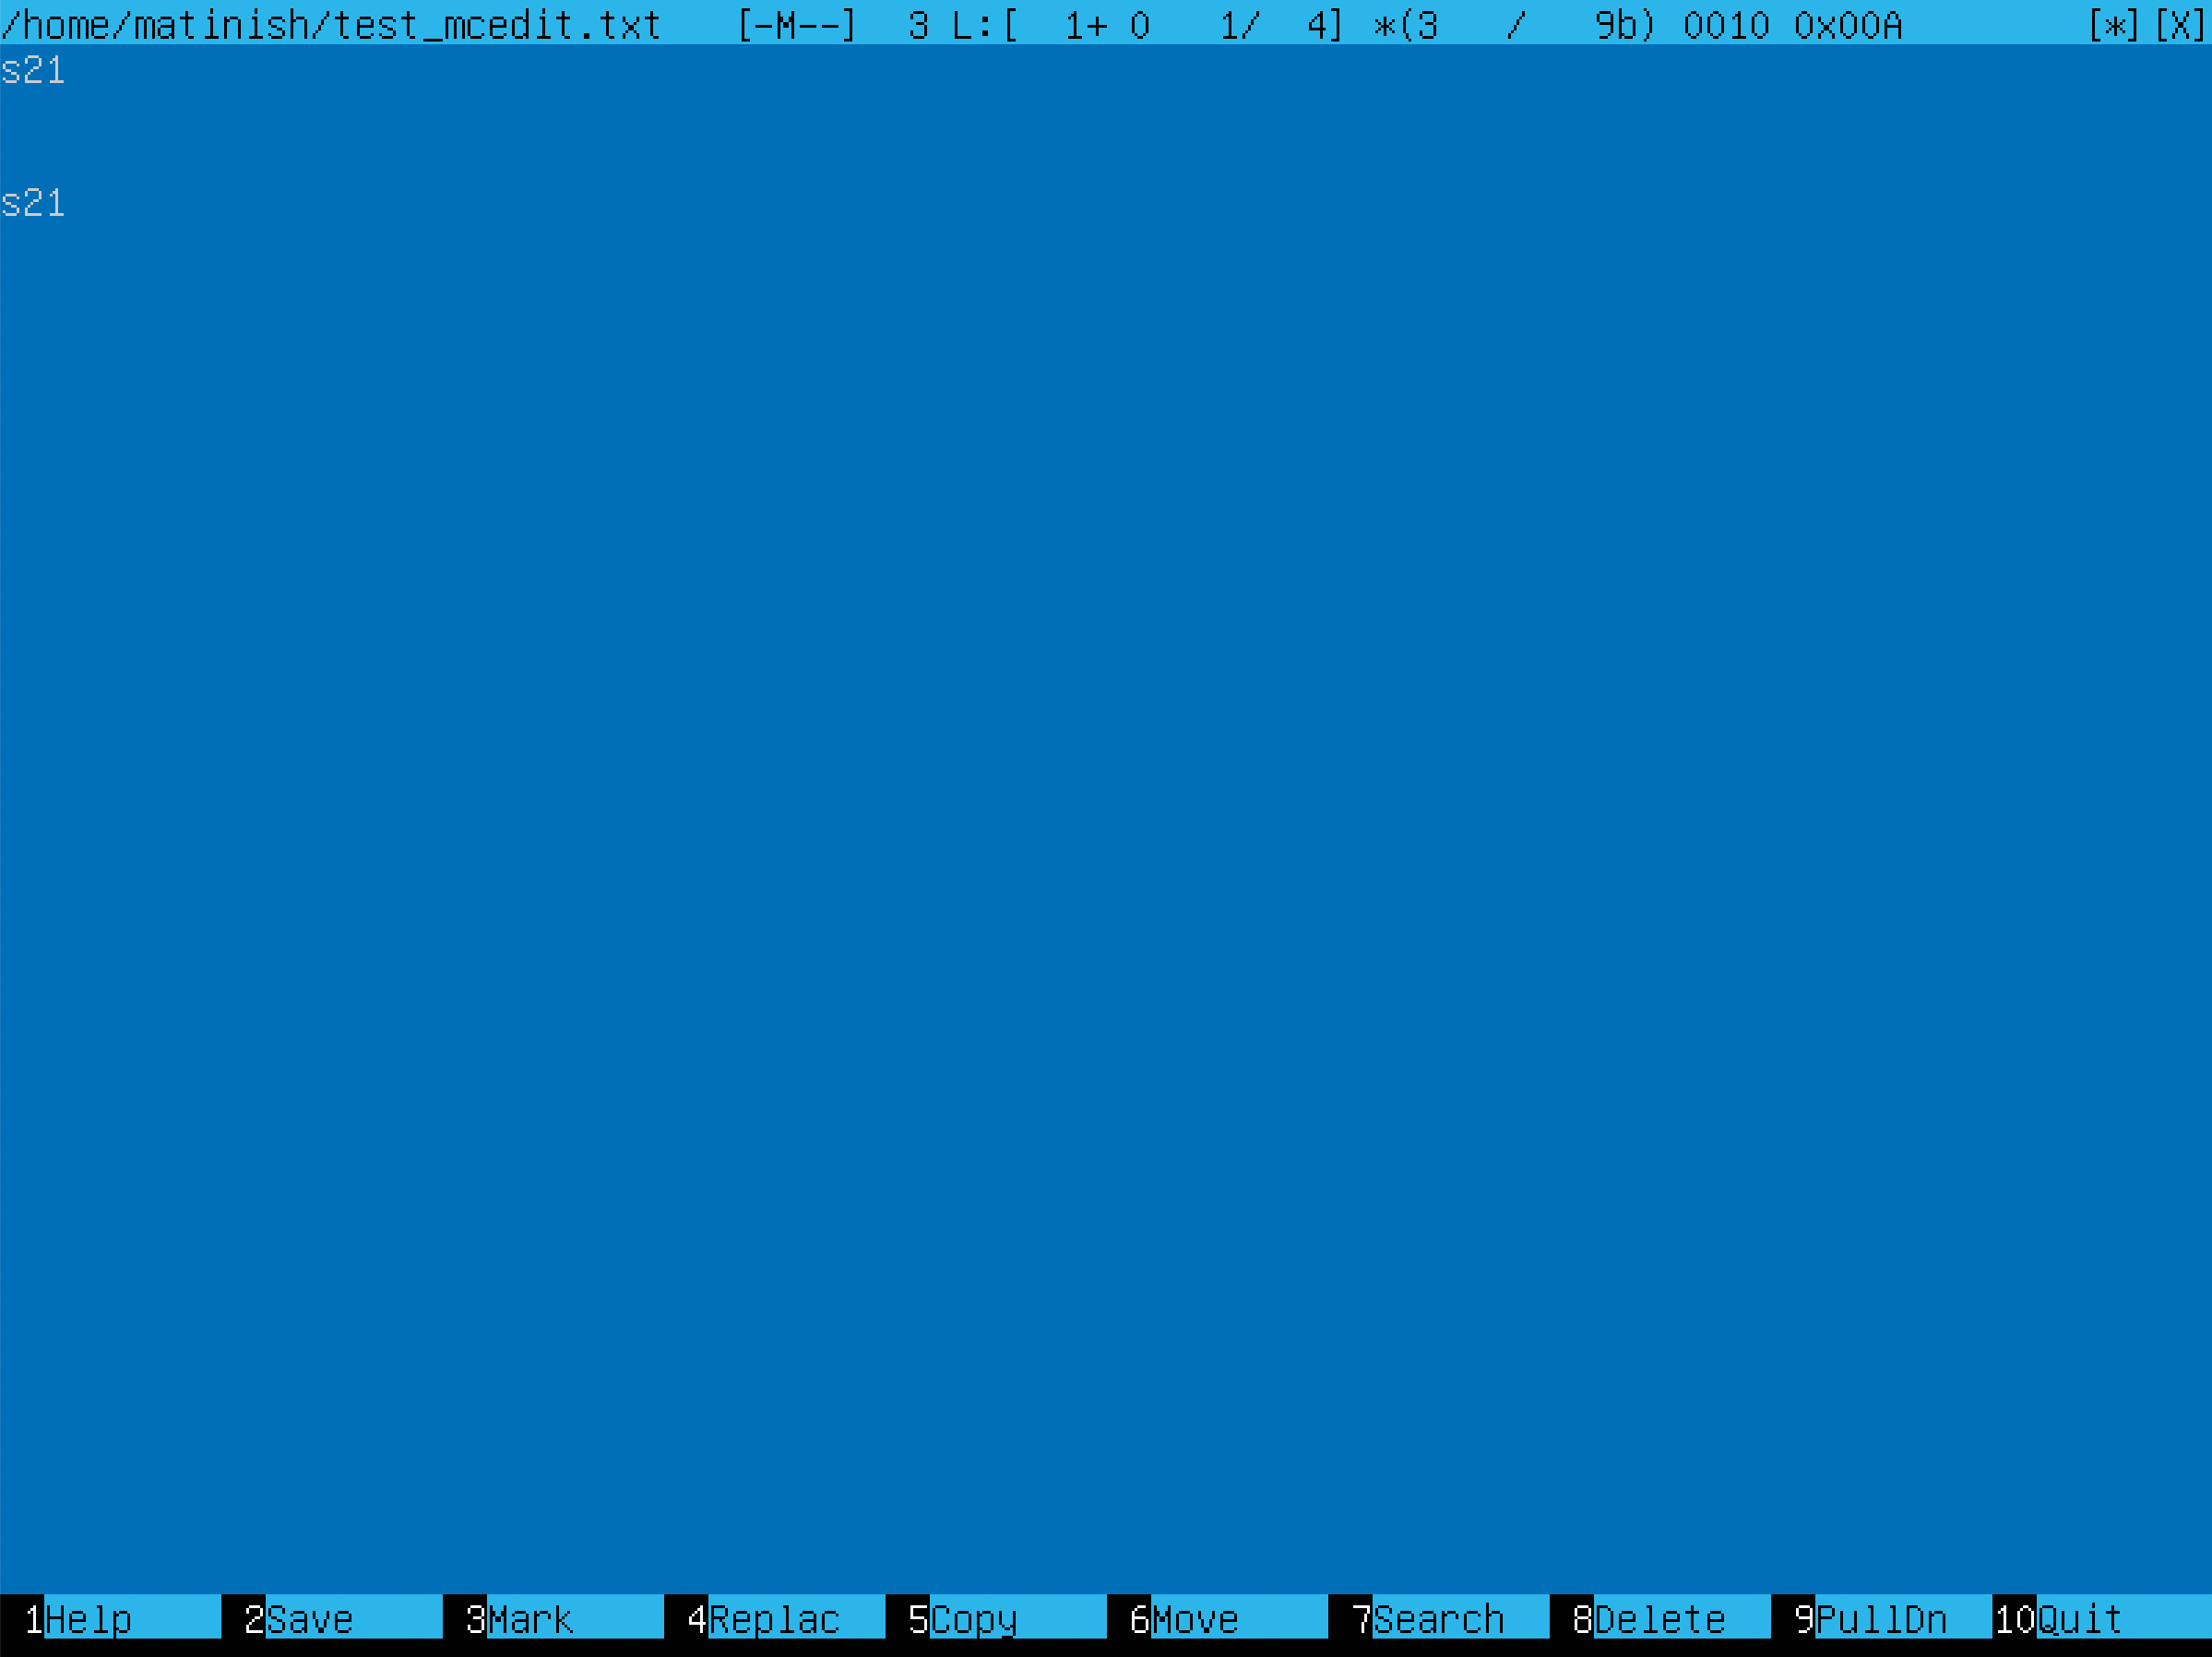 /home/matinish/test_mcedit.txt [-M--] 3 L:[ 1+ 0 1/ 4] *(3 / 9b) 0010 0x00A [*][X]
s21
s21
1Help 2Save 3Mark 4Replac 5Copy 6Move 7Search 8Delete 9PullDn 10Quit